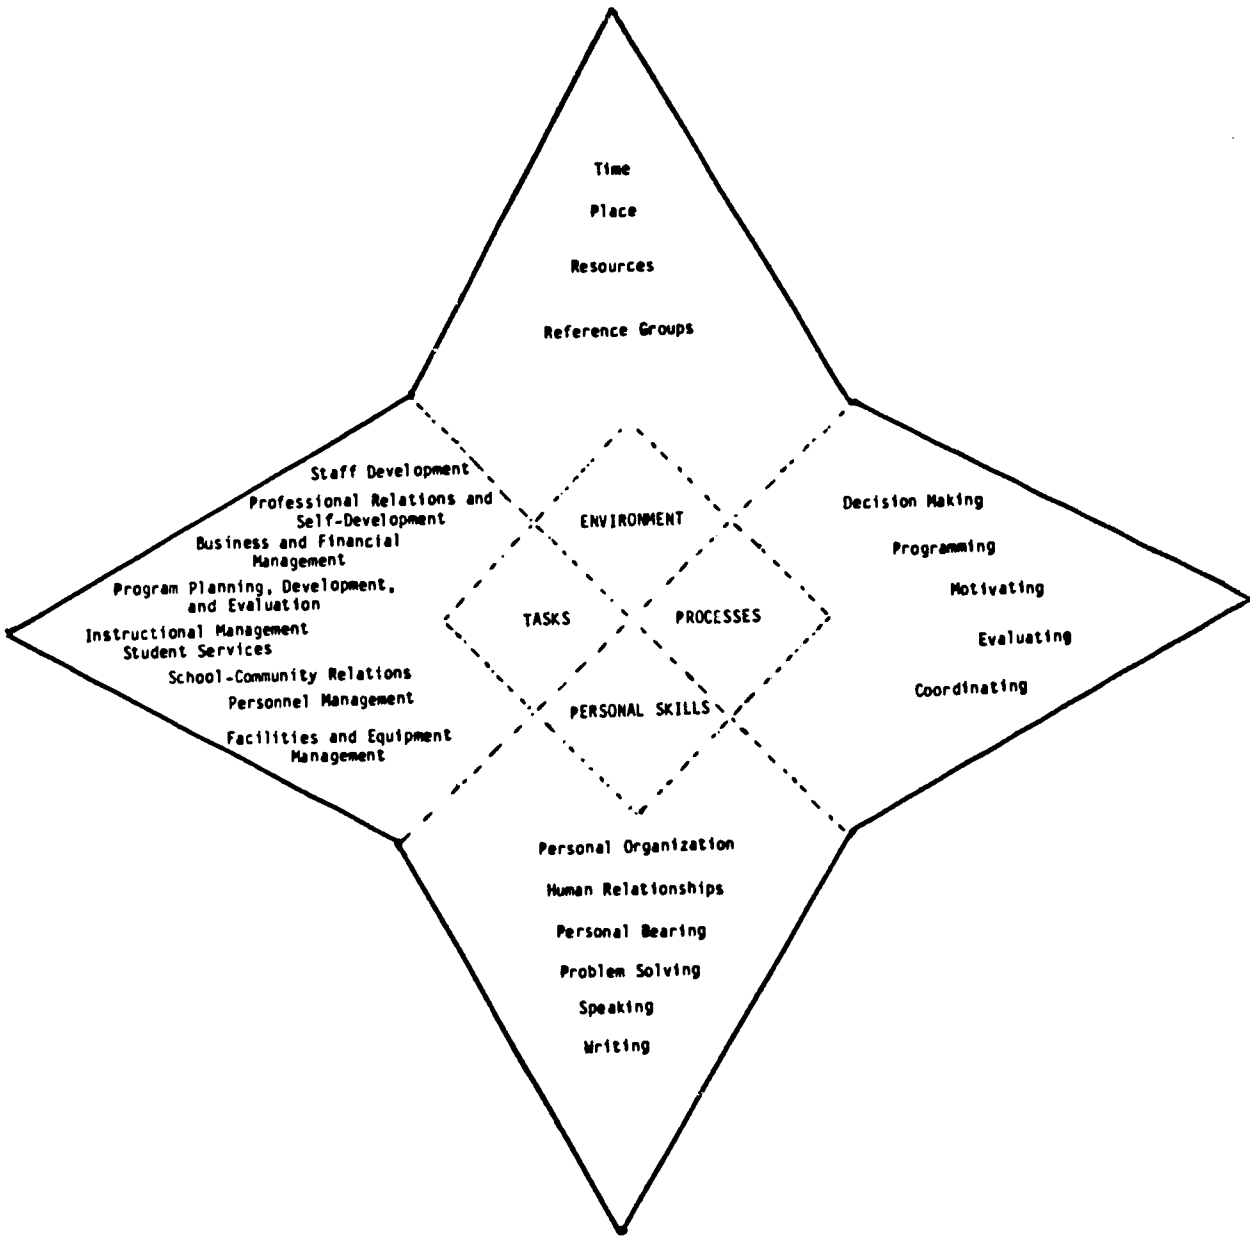 Time
Place
Resources
Reference Groups
Staff Development
Professional Relations and
Self-Development
Business and Financial
Management
Program Planning, Development,
and Evaluation
Instructional Management
Student Services
School-Community Relations
Personnel Management
Facilities and Equipment
Management
ENVIRONMENT
TASKS
PROCESSES
PERSONAL SKILLS
Decision Making
Programming
Motivating
Evaluating
Coordinating
Personal Organization
Human Relationships
Personal Bearing
Problem Solving
Speaking
Writing